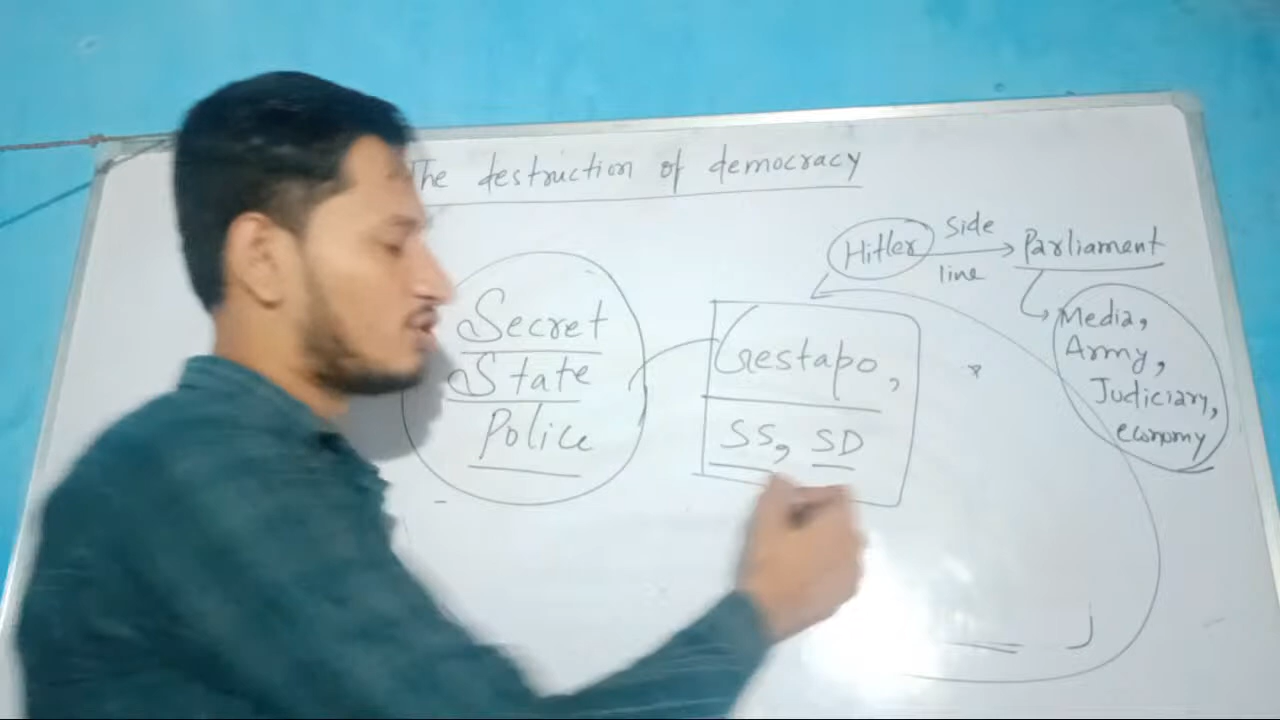 The destruction of democracy
Hitler side line Parliament
Media,
Army,
Judiciary,
economy
Secret
State
Police
Gestapo,
SS, SD